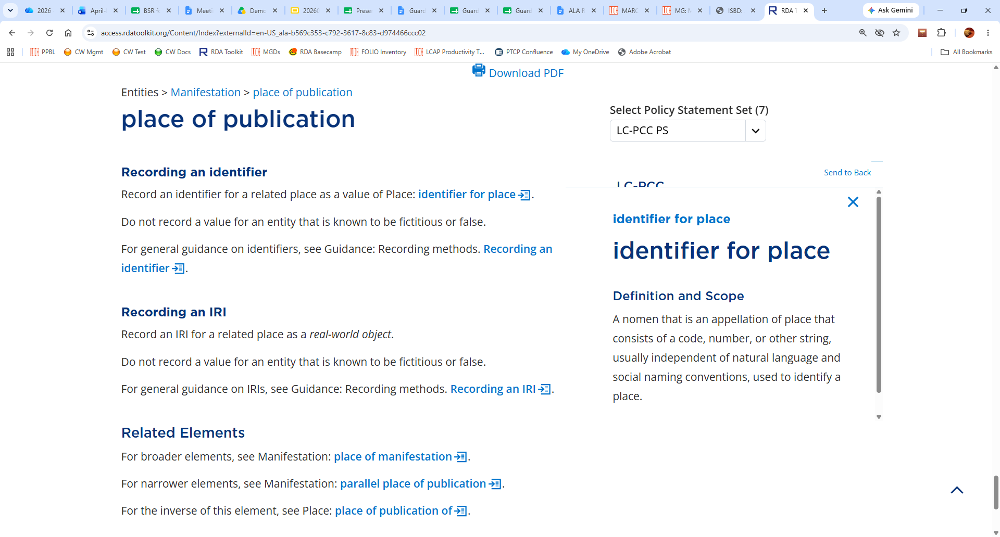 2026
April-
BSR fo
Meeti
Demo
2026
Prese
Guard
Guar
Guar
ALA R
MARC
MG: M
ISBD:
RDA T
Ask Gemini
access.rdatoolkit.org/Content/Index?externalId=en-US_ala-b569c353-c792-3617-8c83-d974466ccc02
PPBL
CW Mgmt
CW Test
CW Docs
RDA Toolkit
MGDs
RDA Basecamp
FOLIO Inventory
LCAP Productivity T...
PTCP Confluence
My OneDrive
Adobe Acrobat
All Bookmarks
Download PDF
Entities > Manifestation > place of publication
place of publication
Recording an identifier
Record an identifier for a related place as a value of Place: identifier for place.
Do not record a value for an entity that is known to be fictitious or false.
For general guidance on identifiers, see Guidance: Recording methods. Recording an
identifier.
Recording an IRI
Record an IRI for a related place as a real-world object.
Do not record a value for an entity that is known to be fictitious or false.
For general guidance on IRIs, see Guidance: Recording methods. Recording an IRI.
Related Elements
For broader elements, see Manifestation: place of manifestation.
For narrower elements, see Manifestation: parallel place of publication.
For the inverse of this element, see Place: place of publication of.
Select Policy Statement Set (7)
LC-PCC PS
Send to Back
LC-PCC
identifier for place
identifier for place
Definition and Scope
A nomen that is an appellation of place that
consists of a code, number, or other string,
usually independent of natural language and
social naming conventions, used to identify a
place.